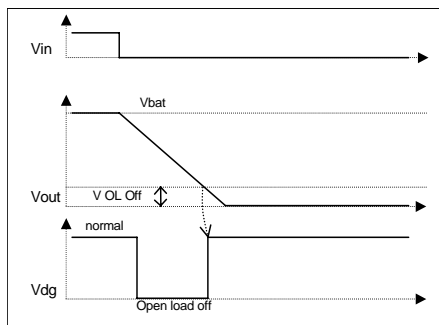 Vin
Vbat
V OL Off
Vout
normal
Vdg
Open load off